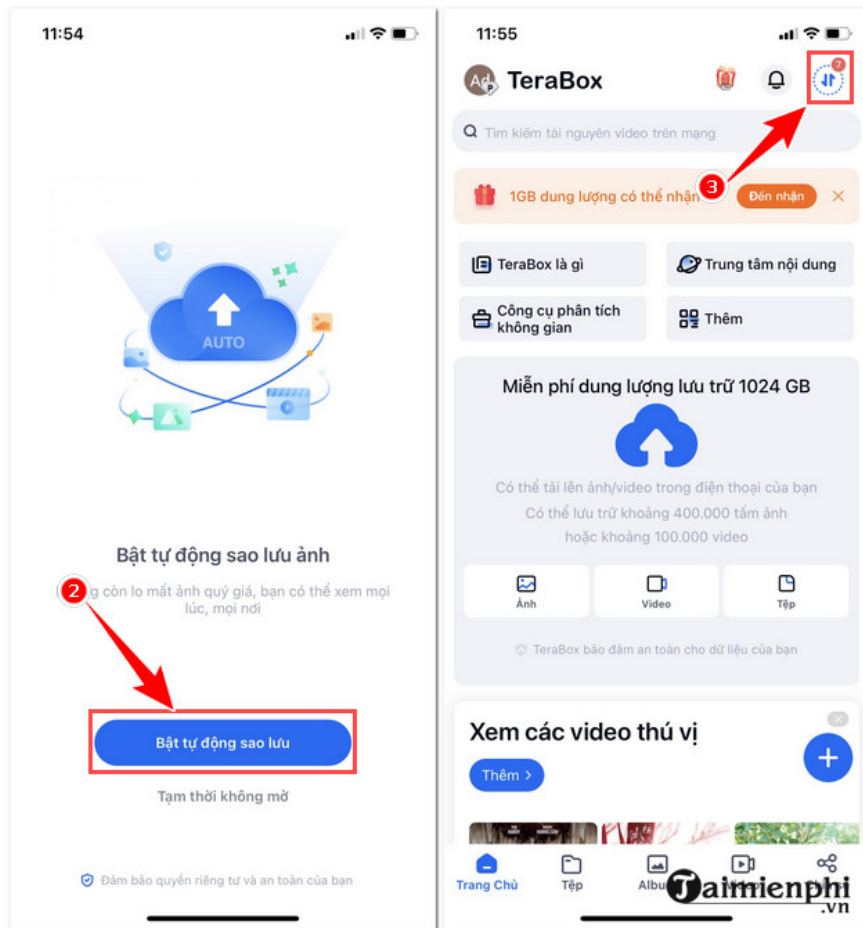 11:54
AUTO
Bật tự động sao lưu ảnh
2
g còn lo mất ảnh quý giá, bạn có thể xem mọi
lúc, mọi nơi
Bật tự động sao lưu
Tạm thời không mở
Đảm bảo quyền riêng tư và an toàn của bạn
11:55
Ad
P
TeraBox
7
Tìm kiếm tài nguyên video trên mạng
3
1GB dung lượng có thể nhận
Đến nhận
TeraBox là gì
Trung tâm nội dung
Công cụ phân tích
không gian
Thêm
Miễn phí dung lượng lưu trữ 1024 GB
Có thể tải lên ảnh/video trong điện thoại của bạn
Có thể lưu trữ khoảng 400.000 tấm ảnh
hoặc khoảng 100.000 video
Ảnh Video Tệp
TeraBox bảo đảm an toàn cho dữ liệu của bạn
Xem các video thú vị
Thêm >
Trang Chủ Tệp Albu
Taimienphi
.vn